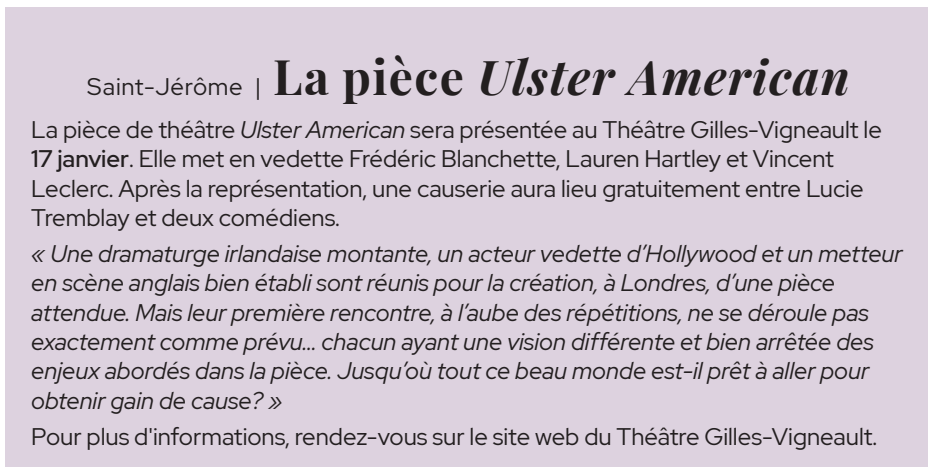 Saint-Jérôme | La pièce Ulster American
La pièce de théâtre Ulster American sera présentée au Théâtre Gilles-Vigneault le
17 janvier. Elle met en vedette Frédéric Blanchette, Lauren Hartley et Vincent
Leclerc. Après la représentation, une causerie aura lieu gratuitement entre Lucie
Tremblay et deux comédiens.
« Une dramaturge irlandaise montante, un acteur vedette d’Hollywood et un metteur
en scène anglais bien établi sont réunis pour la création, à Londres, d’une pièce
attendue. Mais leur première rencontre, à l’aube des répétitions, ne se déroule pas
exactement comme prévu... chacun ayant une vision différente et bien arrêtée des
enjeux abordés dans la pièce. Jusqu’où tout ce beau monde est-il prêt à aller pour
obtenir gain de cause? »
Pour plus d'informations, rendez-vous sur le site web du Théâtre Gilles-Vigneault.